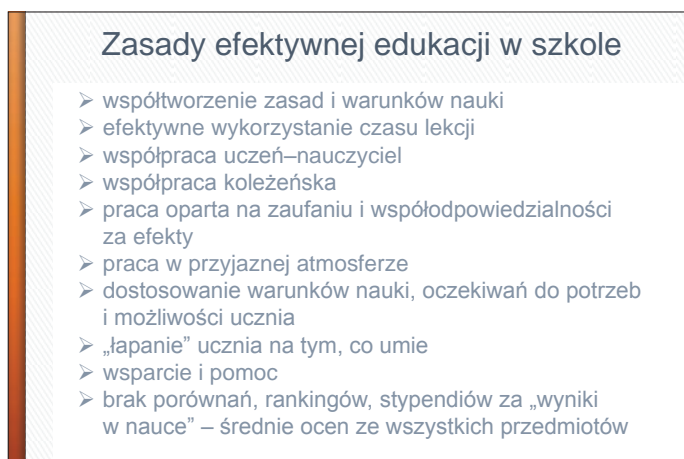 Zasady efektywnej edukacji w szkole
➢ współtworzenie zasad i warunków nauki
➢ efektywne wykorzystanie czasu lekcji
➢ współpraca uczeń–nauczyciel
➢ współpraca koleżeńska
➢ praca oparta na zaufaniu i współodpowiedzialności
za efekty
➢ praca w przyjaznej atmosferze
➢ dostosowanie warunków nauki, oczekiwań do potrzeb
i możliwości ucznia
➢ „łapanie” ucznia na tym, co umie
➢ wsparcie i pomoc
➢ brak porównań, rankingów, stypendiów za „wyniki
w nauce” – średnie ocen ze wszystkich przedmiotów